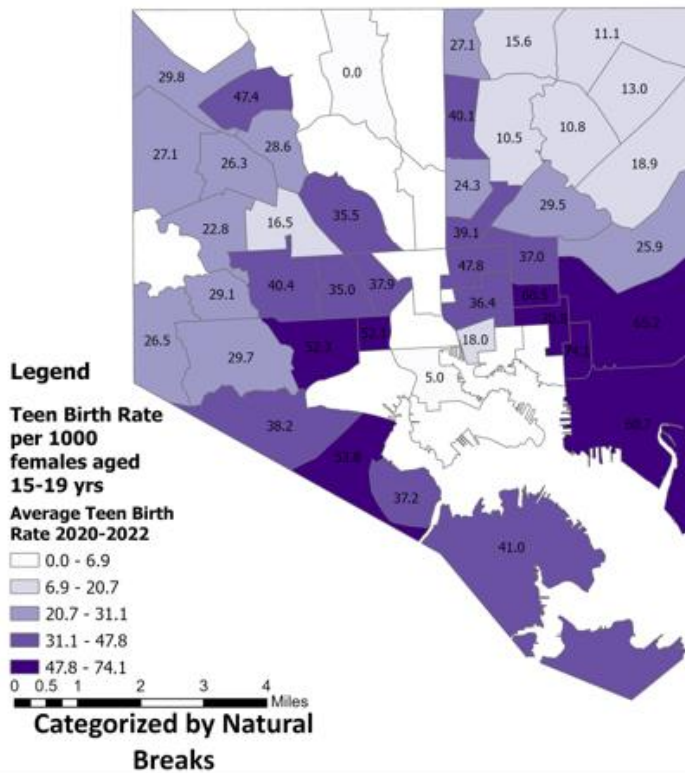 27.1
15.6
11.1
29.8
0.0
47.4
13.0
40.1
10.5
10.8
28.6
27.1
26.3
18.9
24.3
29.5
16.5
35.5
22.8
39.1
25.9
47.8
37.0
40.4
35.0
37.9
29.1
36.4
26.5
18.0
29.7
5.0
38.2
37.2
41.0
Legend
Teen Birth Rate
per 1000
females aged
15-19 yrs
Average Teen Birth
Rate 2020-2022
0.0 - 6.9
6.9 - 20.7
20.7 - 31.1
31.1 - 47.8
47.8 - 74.1
0 0.5 1 2 3 4
Miles
Categorized by Natural
Breaks